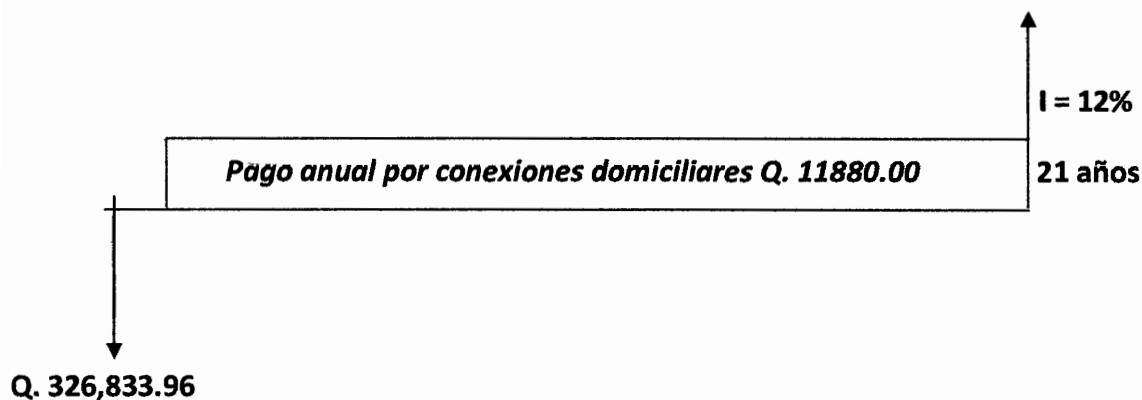 I = 12%
Pago anual por conexiones domiciliares Q. 11880.00
21 años
Q. 326,833.96